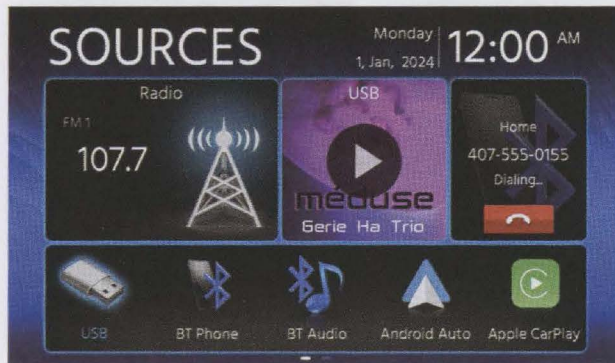 SOURCES
Monday
1, Jan, 2024
12:00 AM
Radio
FM 1
107.7
USB
méduse
Gerie Ha Trio
Home
407-555-0155
Dialing...
USB
BT Phone
BT Audio
Android Auto
Apple CarPlay